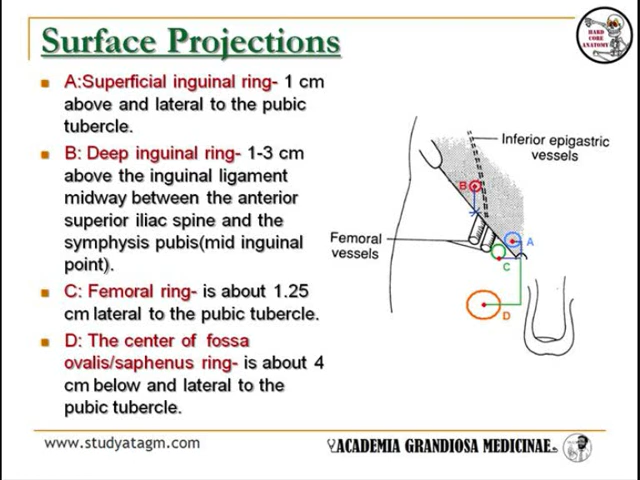 Surface Projections
HARD
CORE
ANATOMY
A:Superficial inguinal ring- 1 cm
above and lateral to the pubic
tubercle.
B: Deep inguinal ring- 1-3 cm
above the inguinal ligament
midway between the anterior
superior iliac spine and the
symphysis pubis(mid inguinal
point).
C: Femoral ring- is about 1.25
cm lateral to the pubic tubercle.
D: The center of fossa
ovalis/saphenus ring- is about 4
cm below and lateral to the
pubic tubercle.
Inferior epigastric
vessels
B
A
Femoral
vessels
C
D
www.studyatagm.com
ACADEMIA GRANDIOSA MEDICINAE